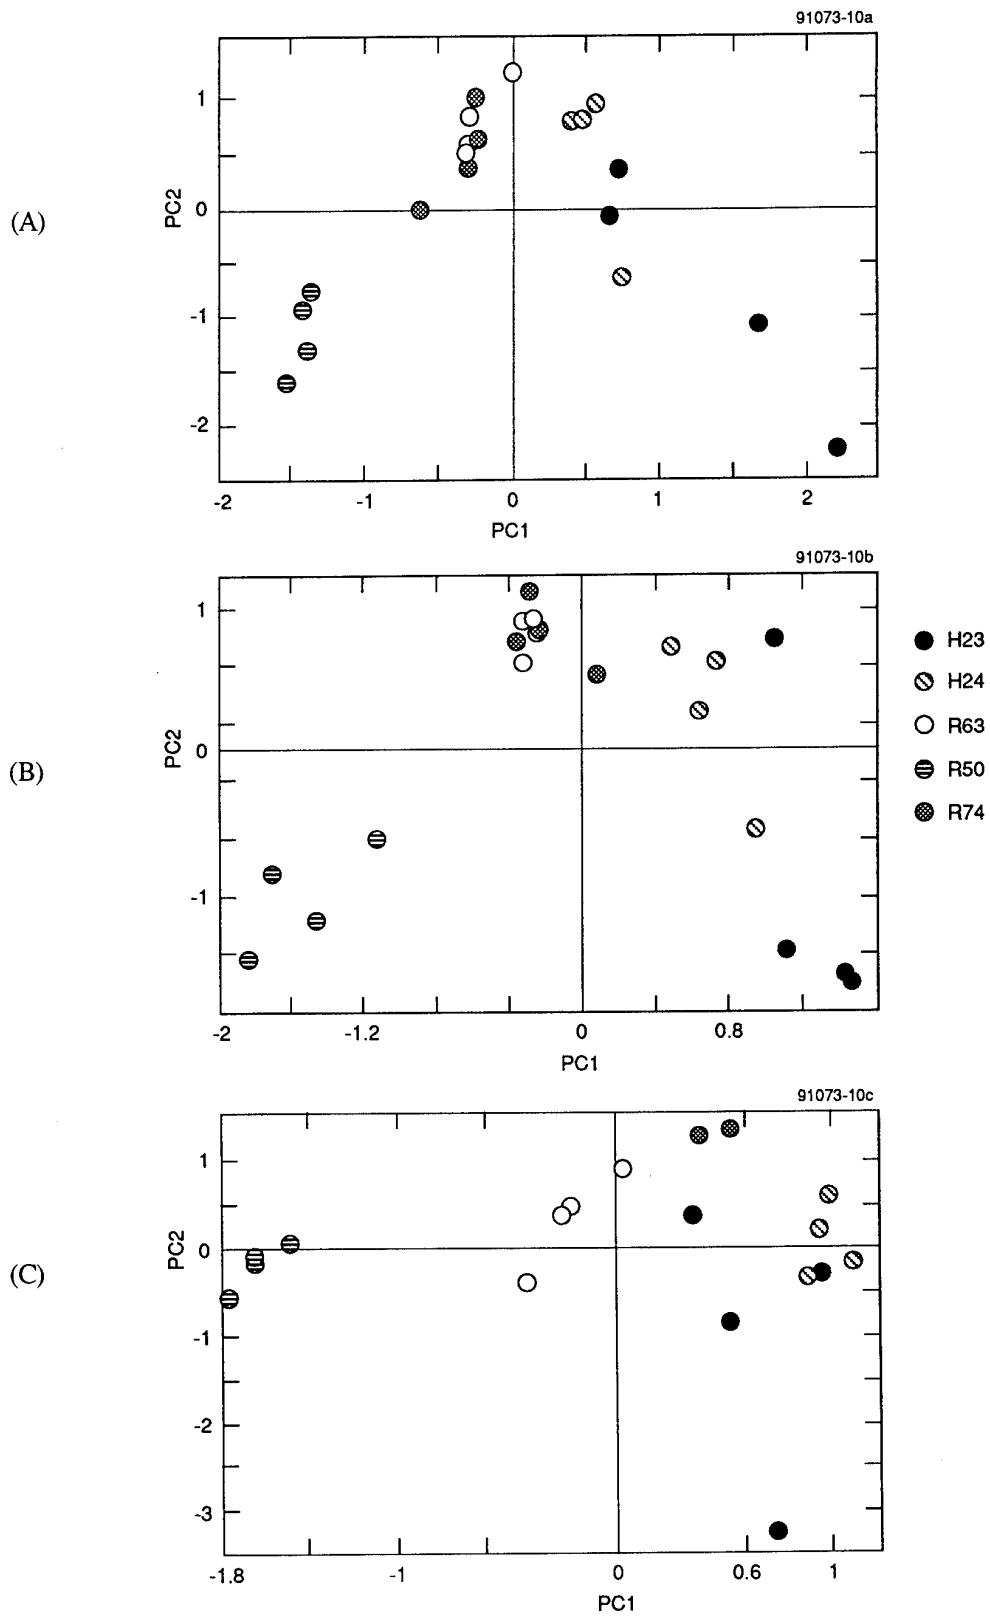 91073-10a
(A)
PC2
1
0
-1
-2
-2 -1 0 1 2
PC1
91073-10b
(B)
PC2
1
0
-1
-2 -1.2 0 0.8
PC1
H23
H24
R63
R50
R74
91073-10c
(C)
PC2
1
0
-1
-2
-3
-1.8 -1 0 0.6 1
PC1